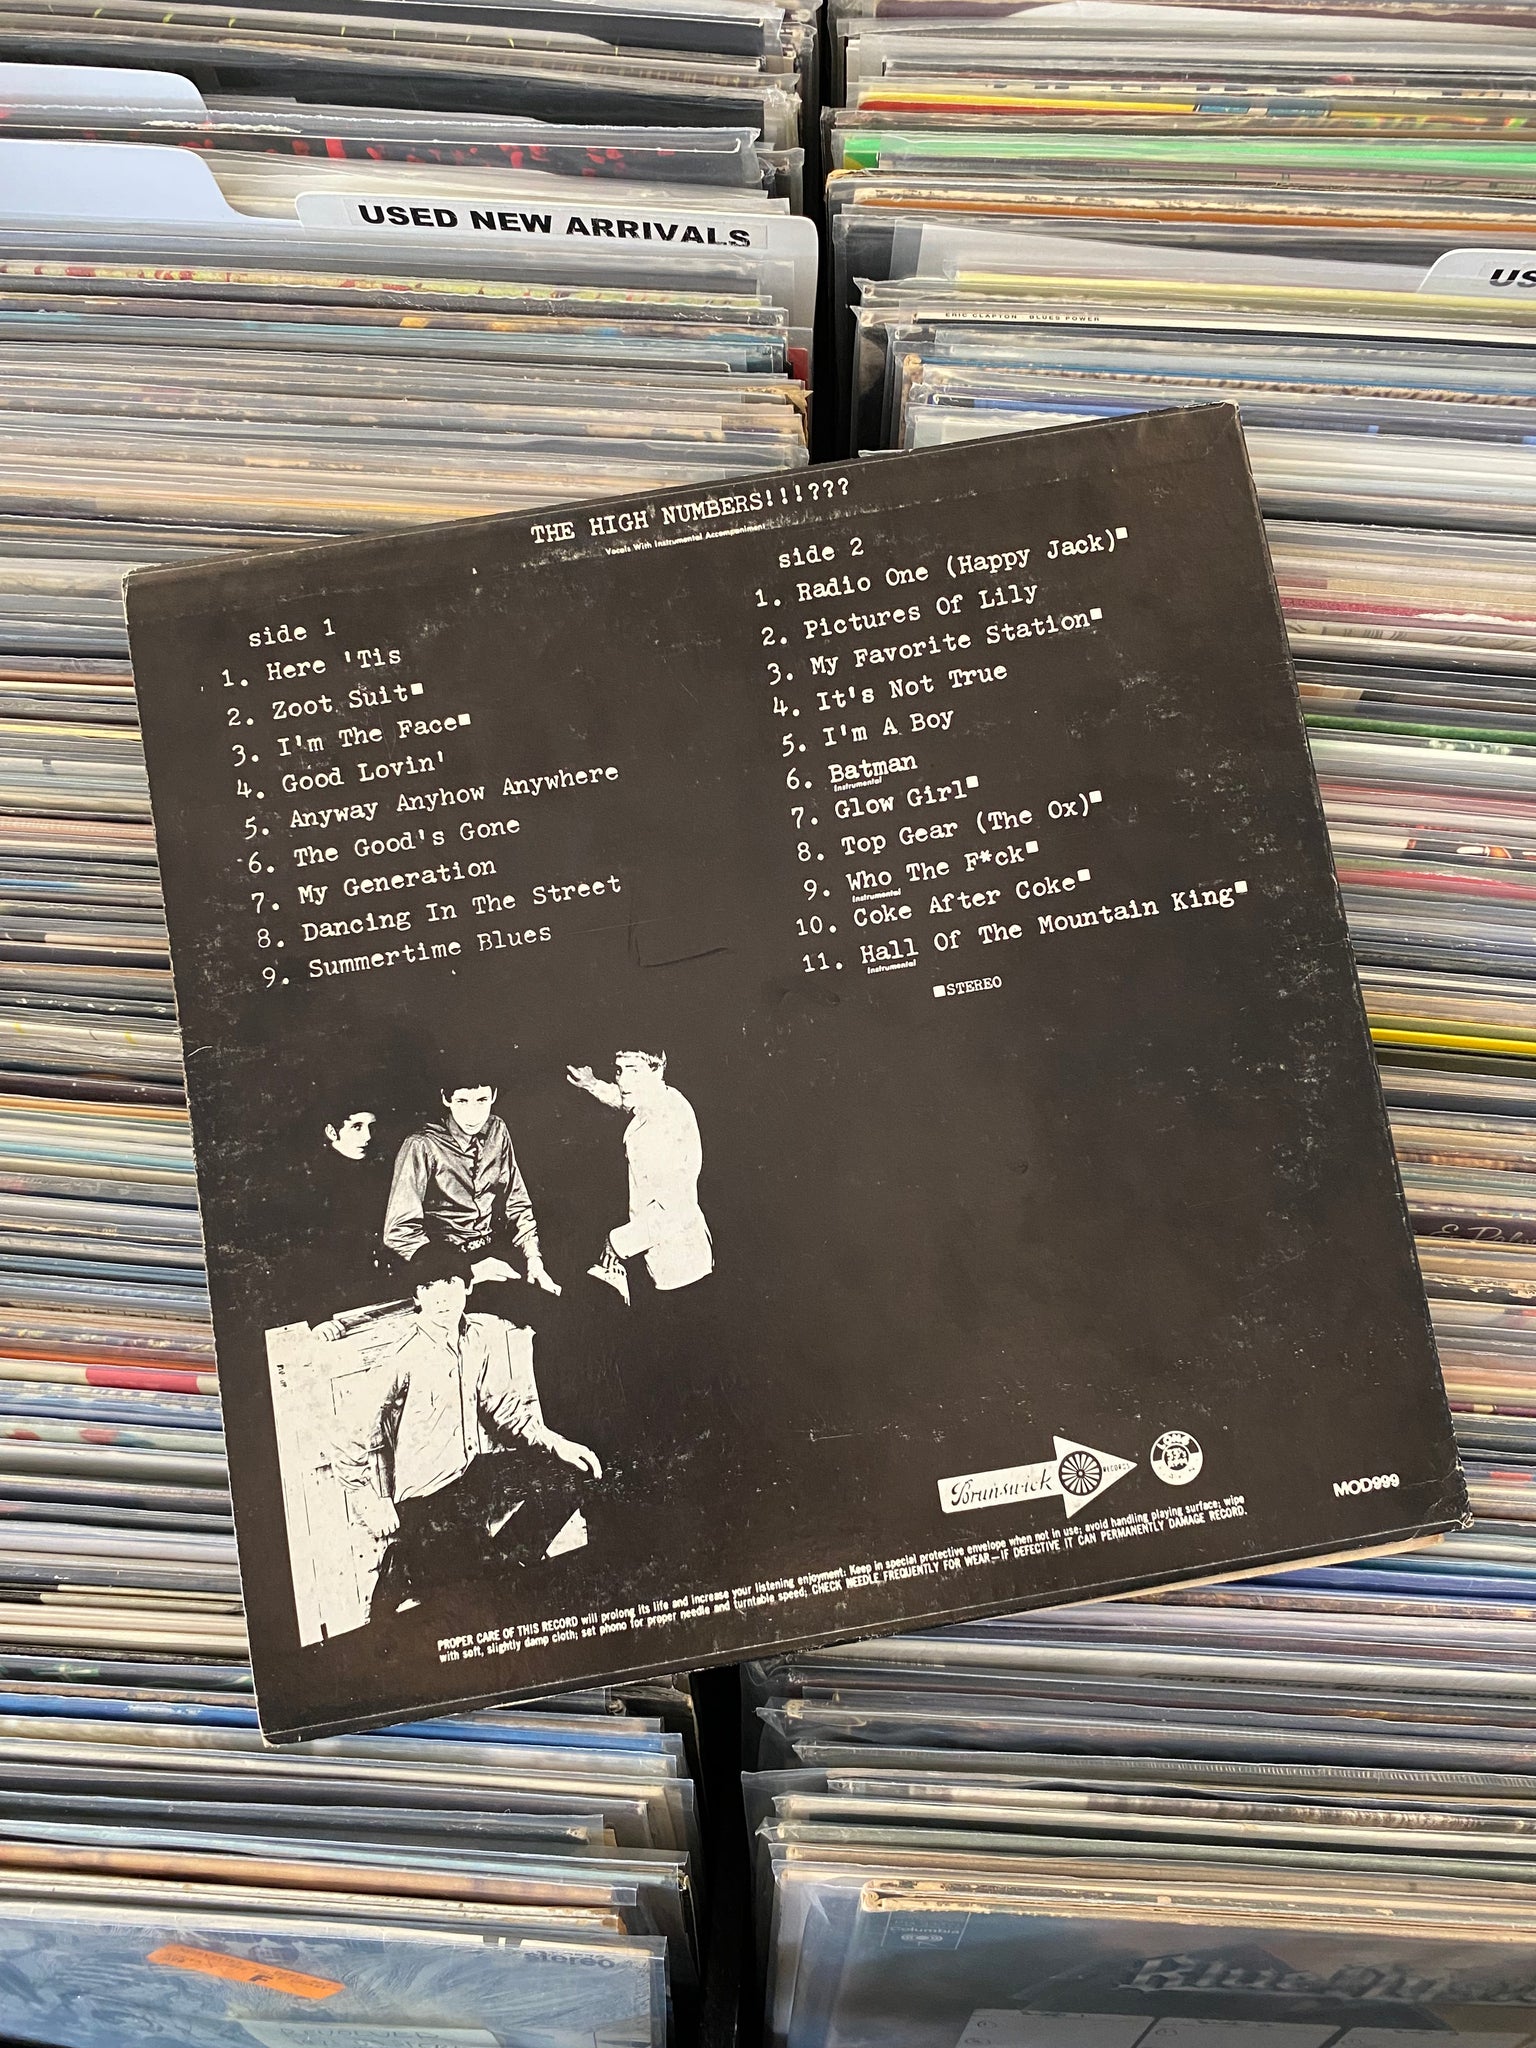 USED NEW ARRIVALS
US
ERIC CLAPTON BLUES POWER
THE HIGH NUMBERS!!!???
Vocals With Instrumental Accompaniment
side 1
1. Here 'Tis
2. Zoot Suit■
3. I'm The Face■
4. Good Lovin'
5. Anyway Anyhow Anywhere
6. The Good's Gone
7. My Generation
8. Dancing In The Street
9. Summertime Blues
side 2
1. Radio One (Happy Jack)■
2. Pictures Of Lily
3. My Favorite Station■
4. It's Not True
5. I'm A Boy
6. Batman
Instrumental
7. Glow Girl■
8. Top Gear (The Ox)■
9. Who The F*ck■
Instrumental
10. Coke After Coke■
11. Hall Of The Mountain King■
Instrumental
■STEREO
Brunswick RECORDS
LONG 33⅓ RPM
MOD999
PROPER CARE OF THIS RECORD will prolong its life and increase your listening enjoyment: Keep in special protective envelope when not in use; avoid handling playing surface; wipe
with soft, slightly damp cloth; set phono for proper needle and turntable speed; CHECK NEEDLE FREQUENTLY FOR WEAR—IF DEFECTIVE IT CAN PERMANENTLY DAMAGE RECORD.
stereo
F
Columbia
Blue Öyster